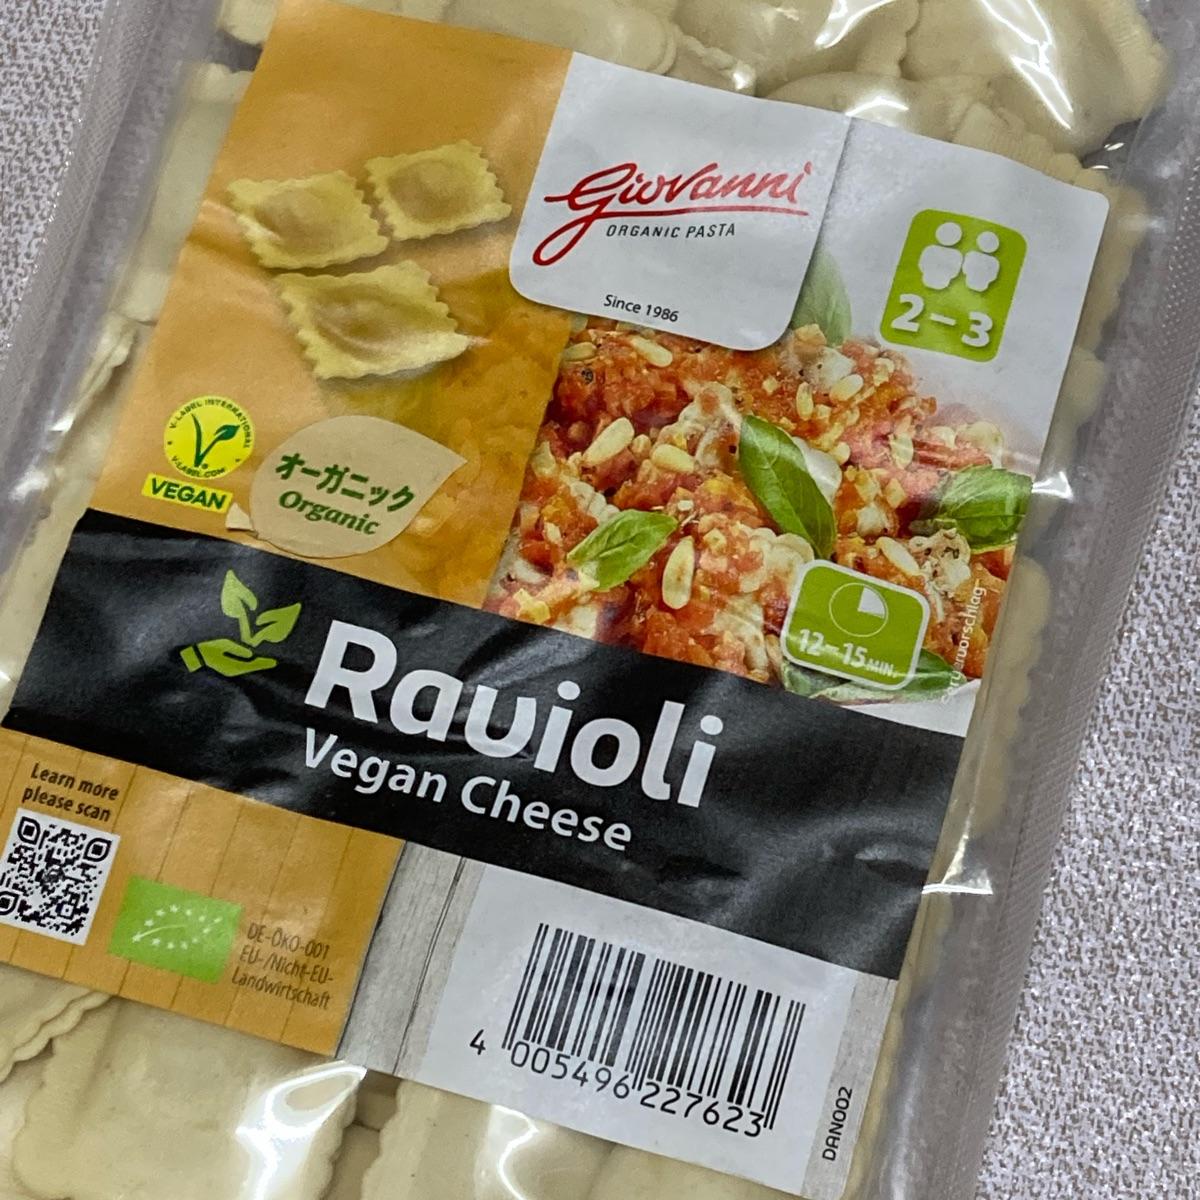 Giovanni
ORGANIC PASTA
Since 1986
2-3
V-LABEL INTERNATIONAL
V-LABEL.COM
VEGAN
オーガニック
Organic
12-15 MIN.
Ravioli
Vegan Cheese
Learn more
please scan
DE-ÖKO-001
EU-/Nicht-EU-
Landwirtschaft
4 005496 227623
DAN002